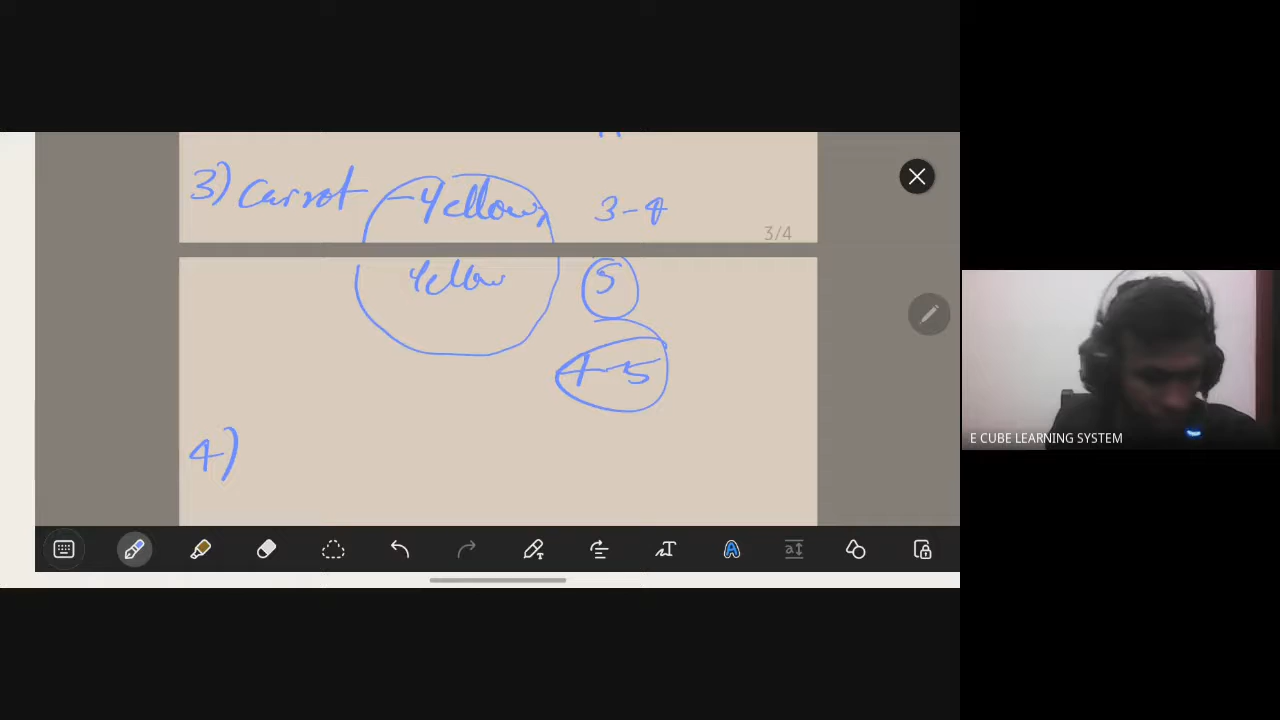 3) Carrot - Yellow, 3-4
3/4
Yellow 5
4-5
4)
E CUBE LEARNING SYSTEM